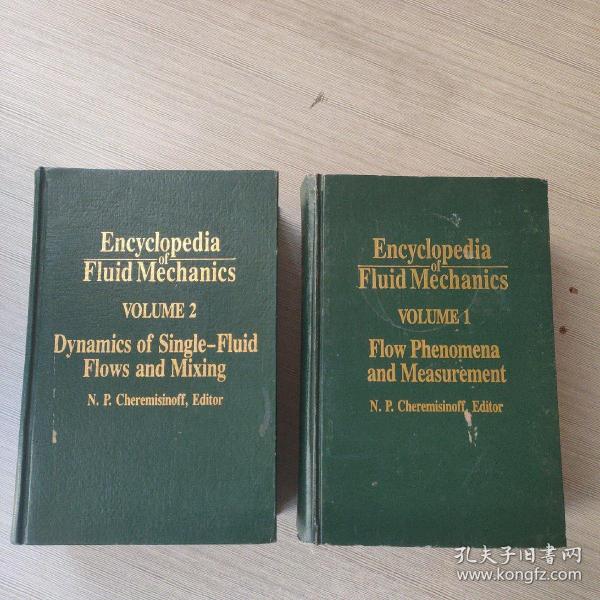 Encyclopedia
of
Fluid Mechanics
VOLUME 2
Dynamics of Single-Fluid
Flows and Mixing
N. P. Cheremisinoff, Editor
Encyclopedia
of
Fluid Mechanics
VOLUME 1
Flow Phenomena
and Measurement
N. P. Cheremisinoff, Editor
孔夫子旧书网
www.kongfz.com